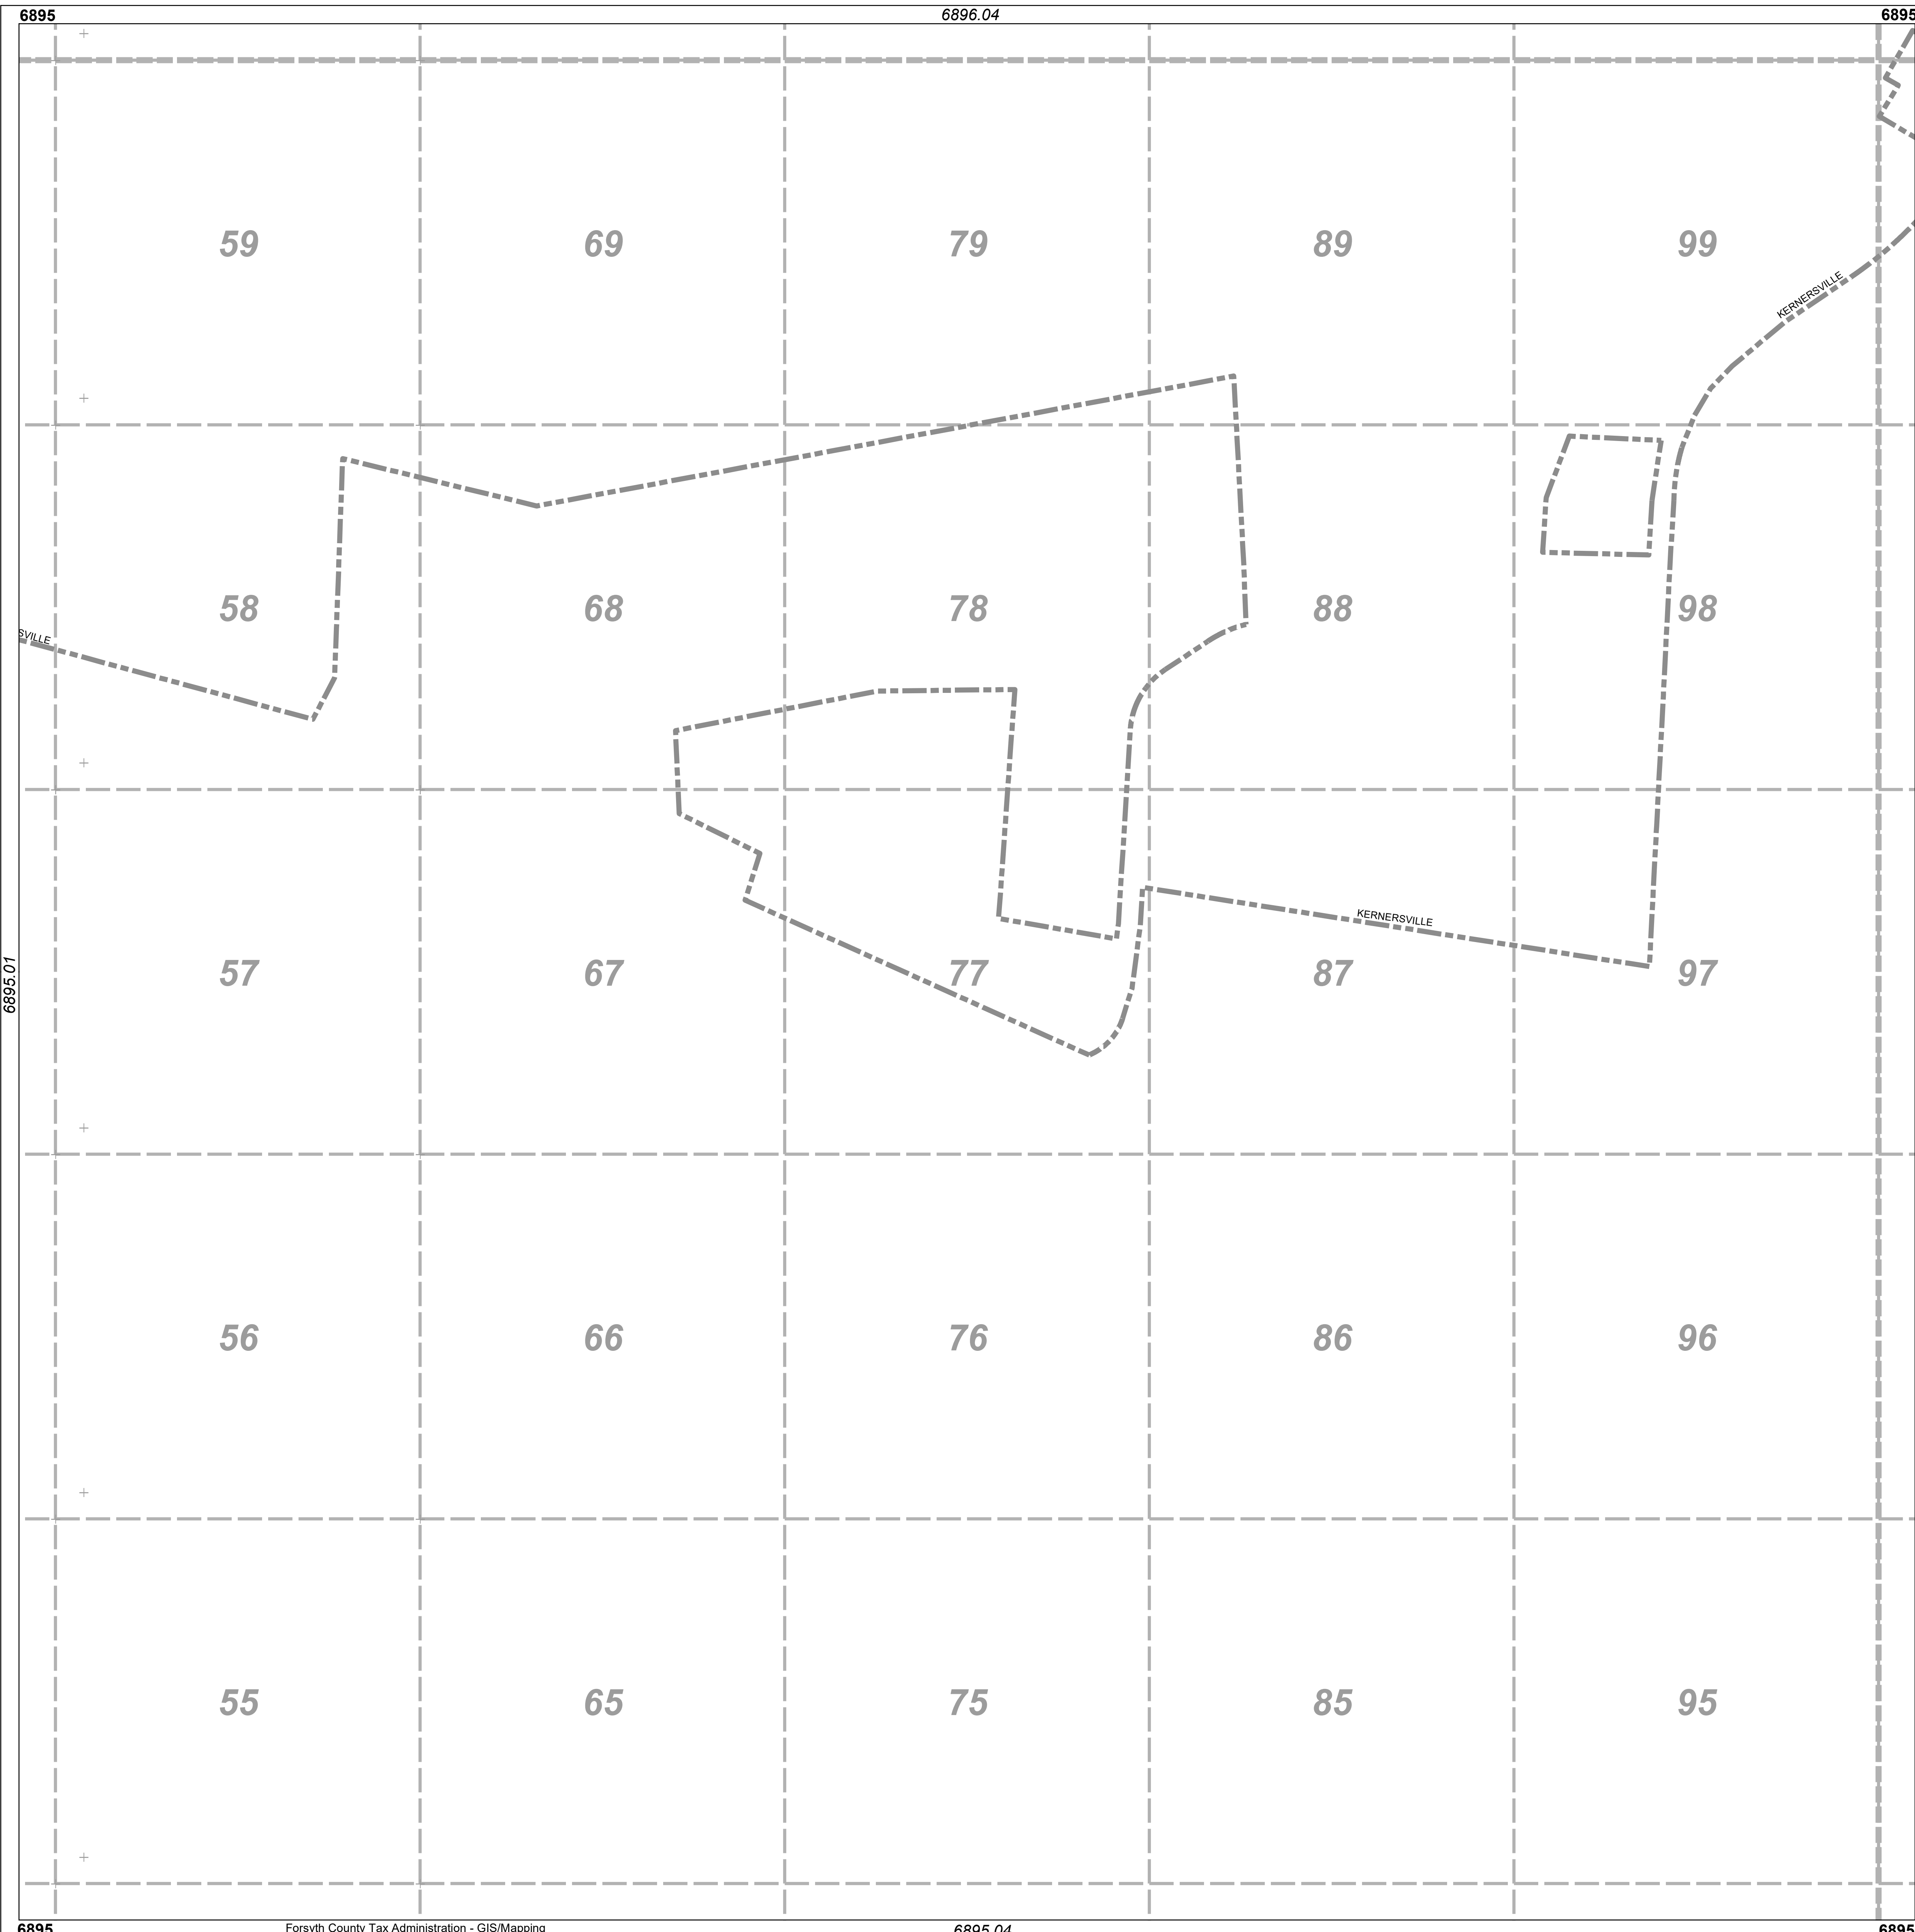 6895 6896.04 6895
59 69 79 89 99
KERNERSVILLE
58 68 78 88 98
SVILLE
KERNERSVILLE
57 67 77 87 97
6895.01
56 66 76 86 96
55 65 75 85 95
6895 Forsyth County Tax Administration - GIS/Mapping 6895.04 6895